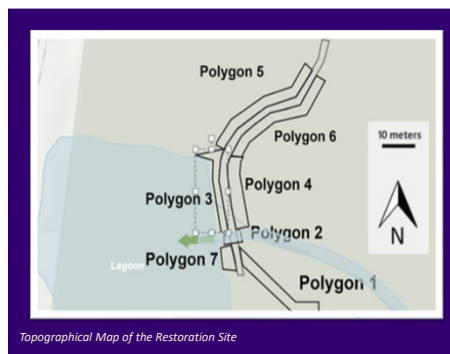 Polygon 5
Polygon 6
10 meters
Polygon 4
Polygon 3
N
Polygon 2
Lagoon
Polygon 7
Polygon 1
Topographical Map of the Restoration Site